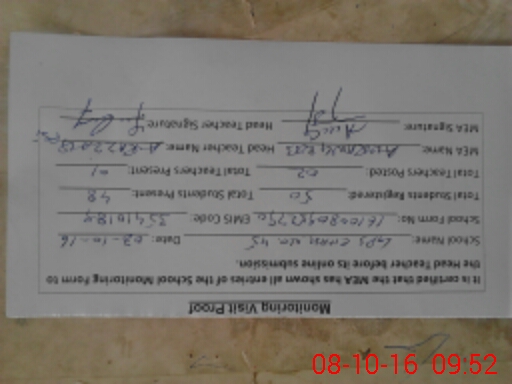 Monitoring Visit Proof
It is certified that the MEA has shown all entries of the School Monitoring Form to
the Head Teacher before its online submission.
School Name: GPS CHAK NO. 45 Date: 03-10-16
School Form No: EMIS Code:
Total Students Registered: 50 Total Students Present: 48
Total Teachers Posted: 02 Total Teachers Present: 01
MEA Name: Head Teacher Name:
MEA Signature: Head Teacher Signature:
08-10-16 09:52